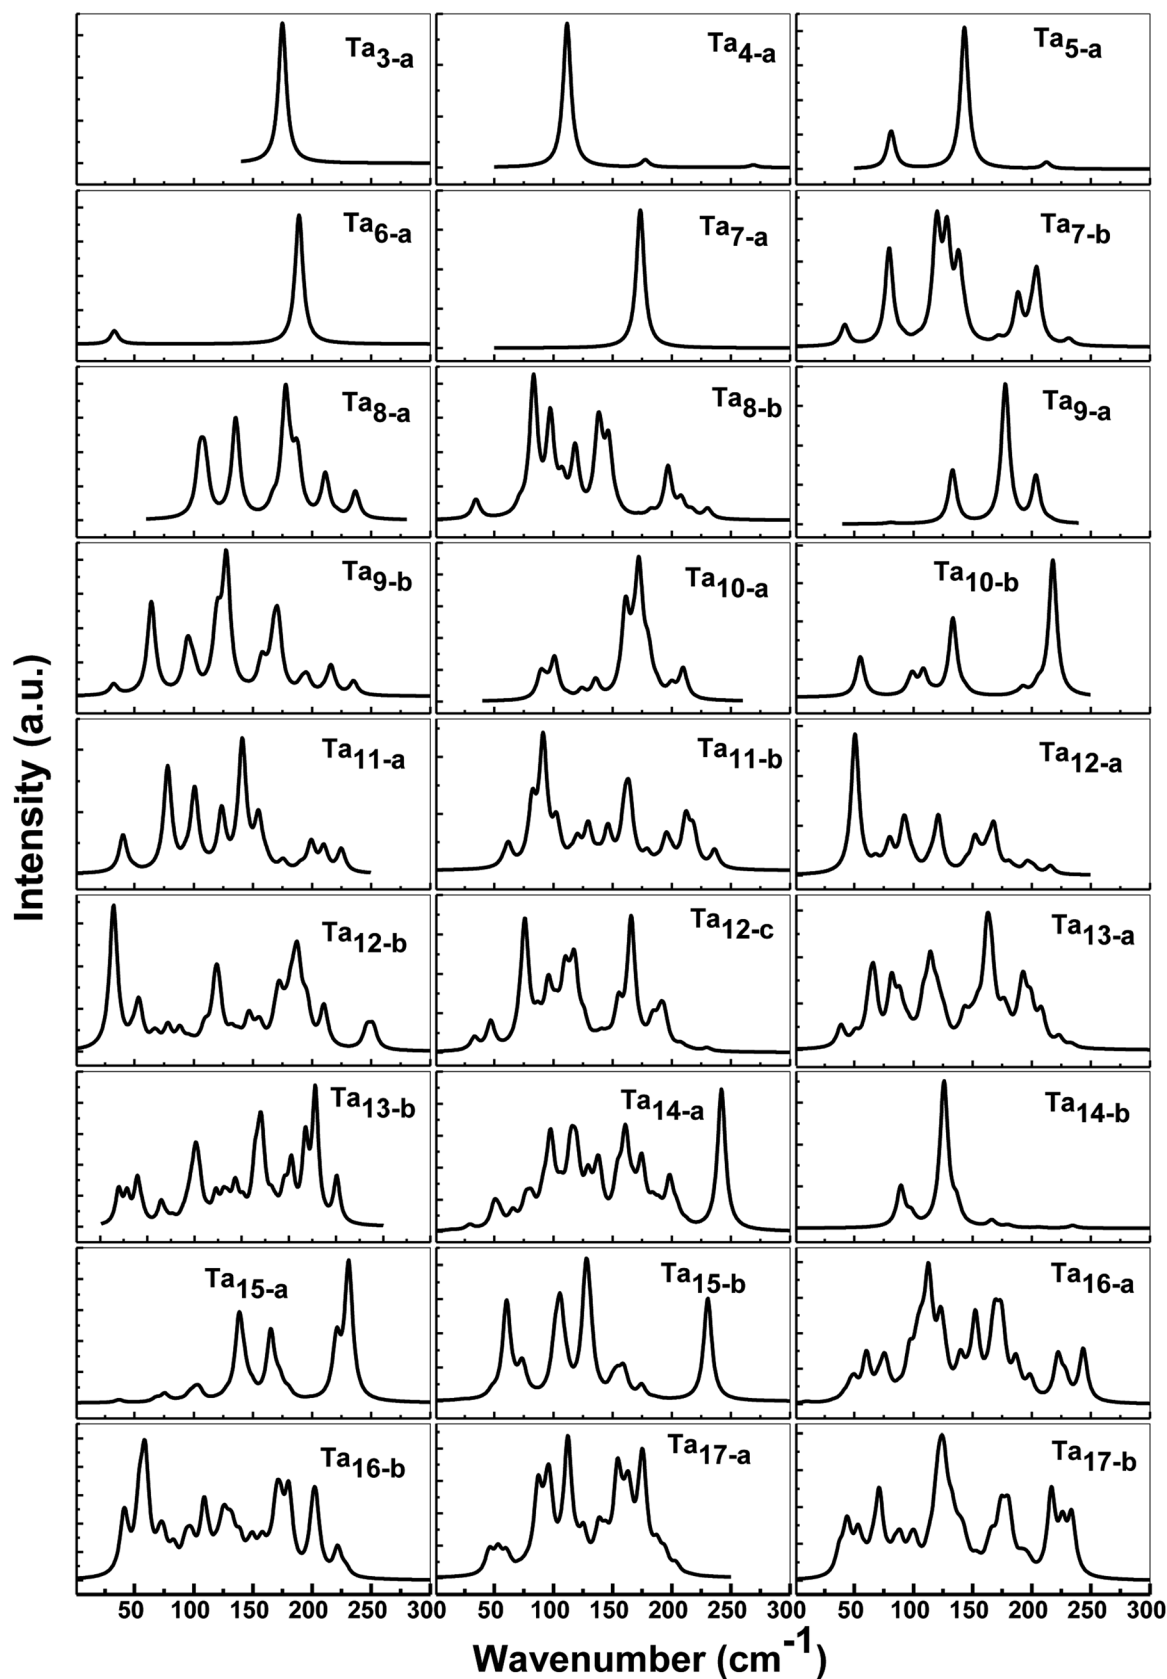 Ta3-a Ta4-a Ta5-a
Ta6-a Ta7-a Ta7-b
Ta8-a Ta8-b Ta9-a
Ta9-b Ta10-a Ta10-b
Ta11-a Ta11-b Ta12-a
Ta12-b Ta12-c Ta13-a
Ta13-b Ta14-a Ta14-b
Ta15-a Ta15-b Ta16-a
Ta16-b Ta17-a Ta17-b
Intensity (a.u.)
50 100 150 200 250 300 50 100 150 200 250 300 50 100 150 200 250 300
Wavenumber (cm-1)